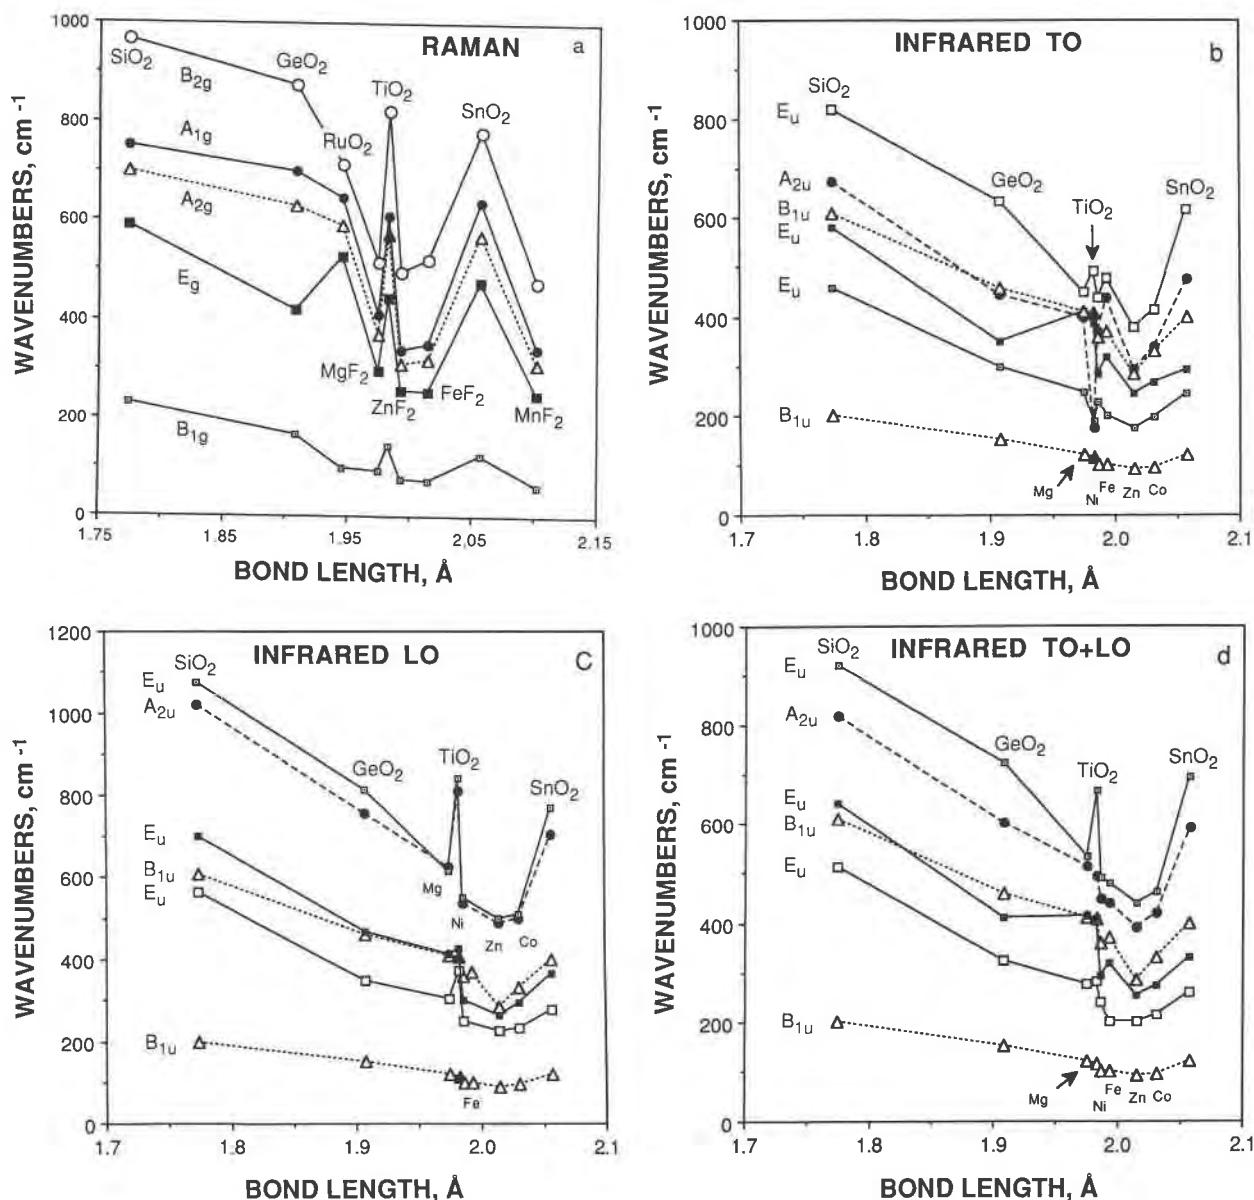 RAMAN
a
1000
800
600
400
200
0
WAVENUMBERS, cm -1
SiO2
B2g
GeO2
A1g
RuO2
TiO2
SnO2
A2g
Eg
MgF2
ZnF2
FeF2
MnF2
B1g
1.75
1.85
1.95
2,05
2.15
BOND LENGTH, Å
INFRARED TO
b
1000
800
600
400
200
0
WAVENUMBERS, cm -1
SiO2
Eu
GeO2
A2u
B1u
Eu
TiO2
SnO2
Eu
B1u
Mg
Ni
Fe
Zn
Co
1.7
1.8
1.9
2.0
2.1
BOND LENGTH, Å
INFRARED LO
C
1200
1000
800
600
400
200
0
WAVENUMBERS, cm -1
SiO2
Eu
A2u
GeO2
TiO2
SnO2
Eu
B1u
Eu
Mg
Ni
Zn
Co
B1u
Fe
1.7
1.8
1.9
2.0
2.1
BOND LENGTH, Å
INFRARED TO+LO
d
1000
800
600
400
200
0
WAVENUMBERS, cm -1
SiO2
Eu
A2u
GeO2
TiO2
SnO2
Eu
B1u
Eu
B1u
Mg
Ni
Fe
Zn
Co
1.7
1.8
1.9
2.0
2.1
BOND LENGTH, Å